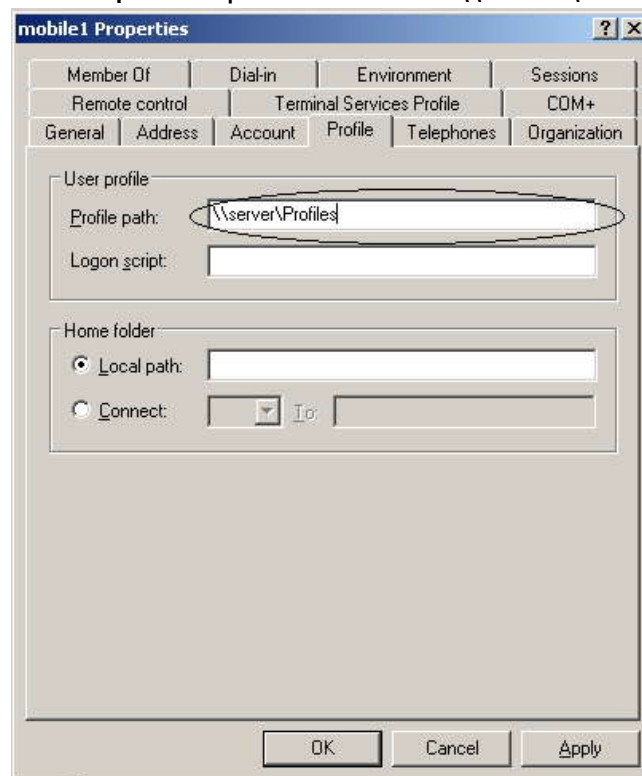 mobile1 Properties ? X
Member Of Dial-in Environment Sessions
Remote control Terminal Services Profile COM+
General Address Account Profile Telephones Organization
User profile
Profile path: \\server\Profiles
Logon script:
Home folder
Local path:
Connect: To:
OK Cancel Apply